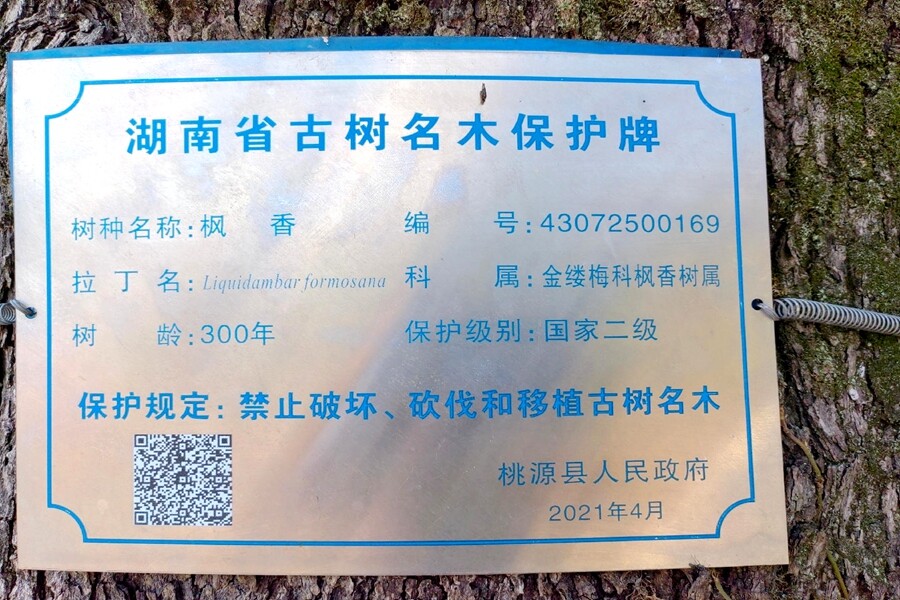 湖南省古树名木保护牌
树种名称:枫 香 编 号:43072500169
拉丁名:Liquidambar formosana 科 属:金缕梅科枫香树属
树 龄:300年 保护级别:国家二级
保护规定:禁止破坏、砍伐和移植古树名木
桃源县人民政府
2021年4月